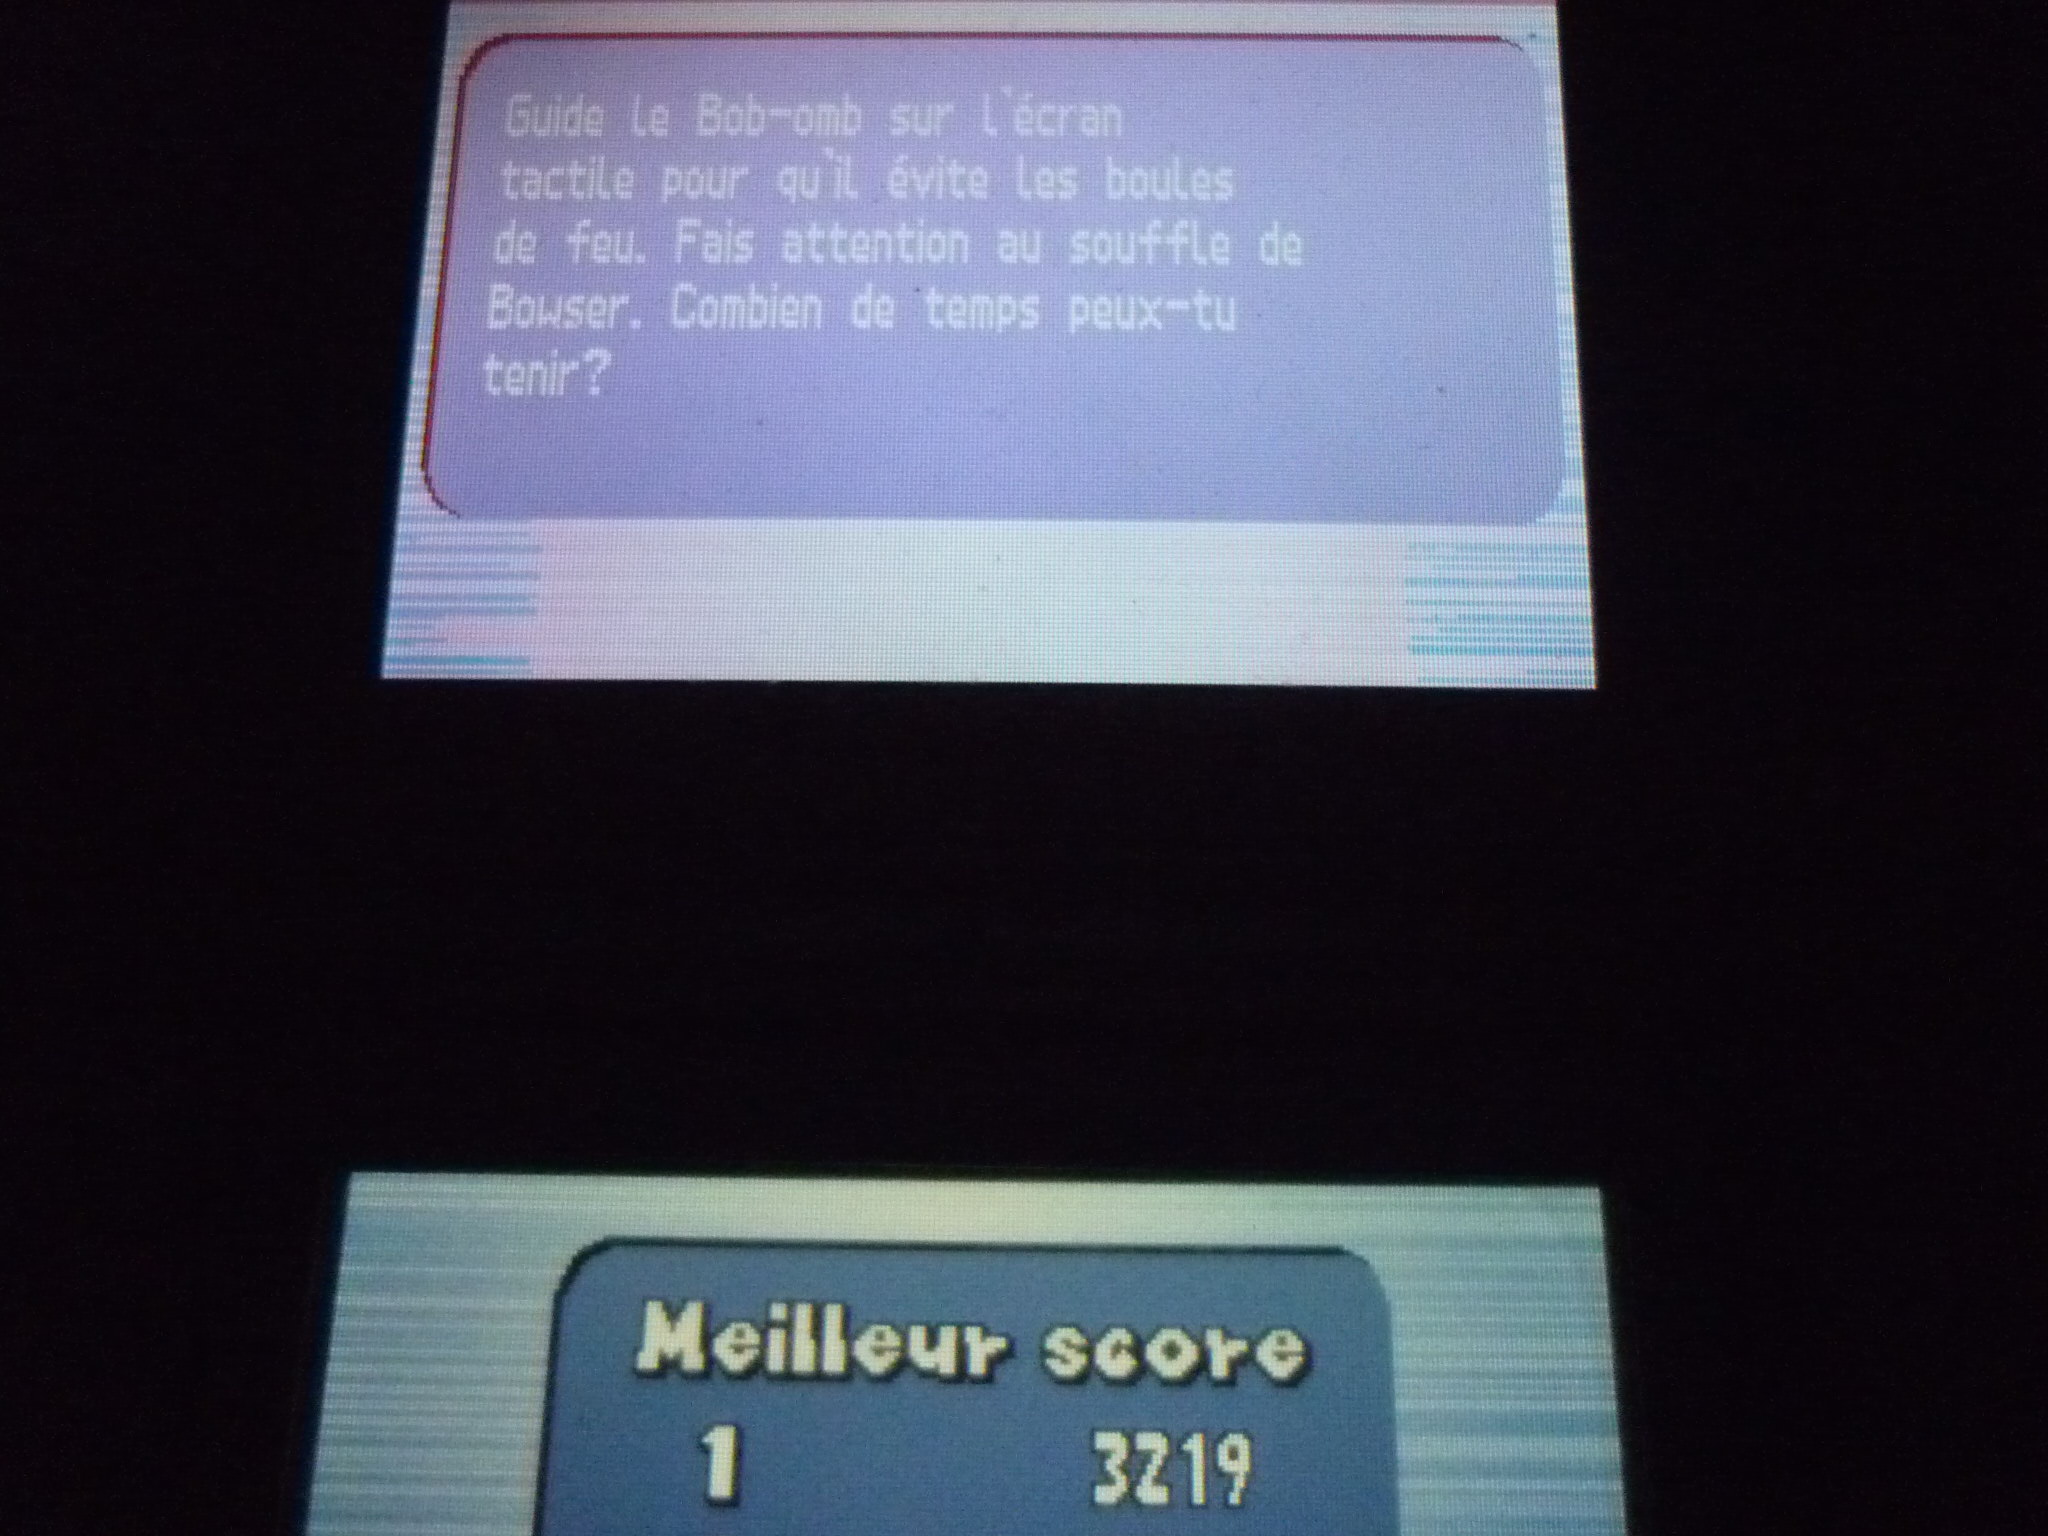 Guide le Bob-omb sur l'écran
tactile pour qu'il évite les boules
de feu. Fais attention au souffle de
Bowser. Combien de temps peux-tu
tenir?
Meilleur score
1 3219